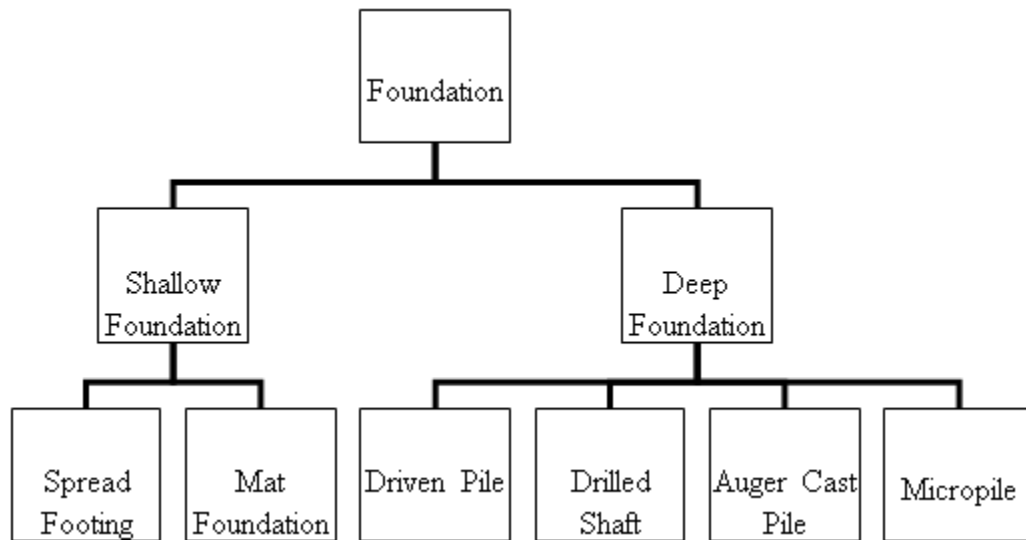 Foundation
Shallow
Foundation
Deep
Foundation
Spread
Footing
Mat
Foundation
Driven Pile
Drilled
Shaft
Auger Cast
Pile
Micropile